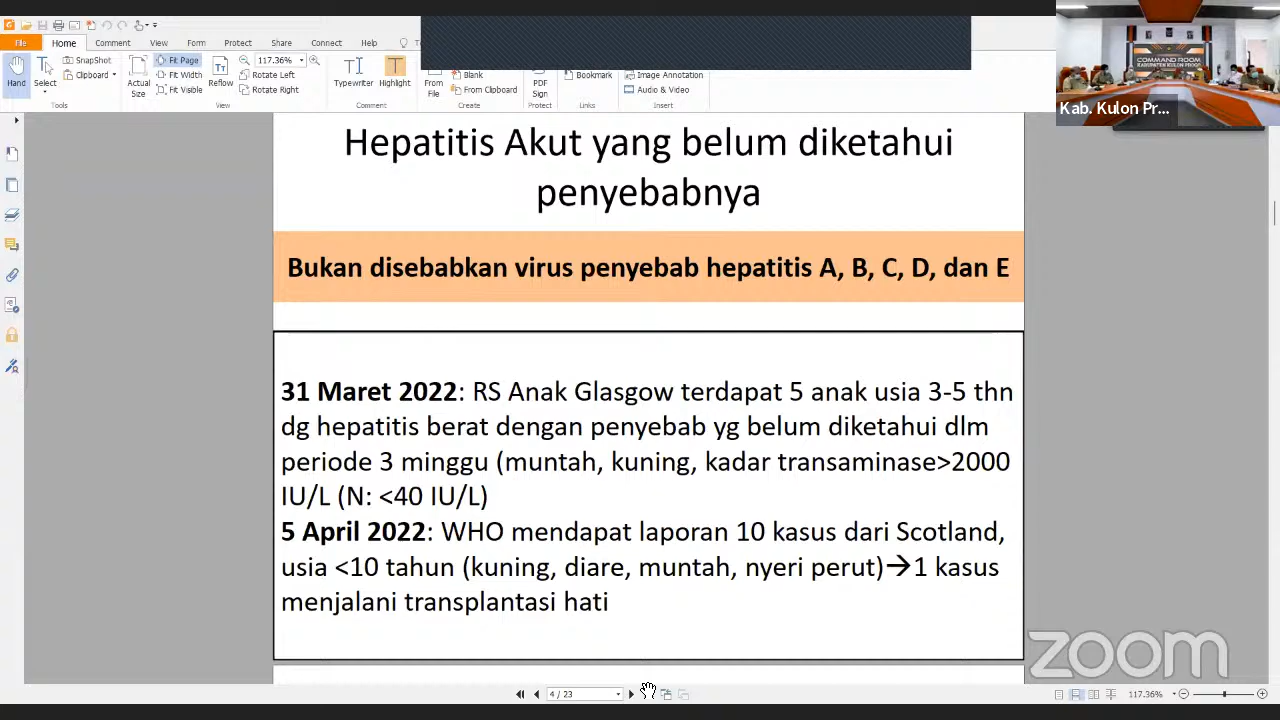 File Home Comment View Form Protect Share Connect Help
SnapShot Fit Page 117.36% Blank Bookmark Image Annotation
Clipboard Fit Width Rotate Left From Clipboard Audio & Video
Hand Select Actual Size Reflow Fit Visible Rotate Right Typewriter Highlight From File PDF Sign
Tools View Comment Create Protect Links Insert
COMMAND ROOM
KABUPATEN KULON PROGO
Kab. Kulon Pr...
Hepatitis Akut yang belum diketahui
penyebabnya
Bukan disebabkan virus penyebab hepatitis A, B, C, D, dan E
31 Maret 2022: RS Anak Glasgow terdapat 5 anak usia 3-5 thn
dg hepatitis berat dengan penyebab yg belum diketahui dlm
periode 3 minggu (muntah, kuning, kadar transaminase>2000
IU/L (N: <40 IU/L)
5 April 2022: WHO mendapat laporan 10 kasus dari Scotland,
usia <10 tahun (kuning, diare, muntah, nyeri perut)→1 kasus
menjalani transplantasi hati
zoom
4 / 23
117.36%